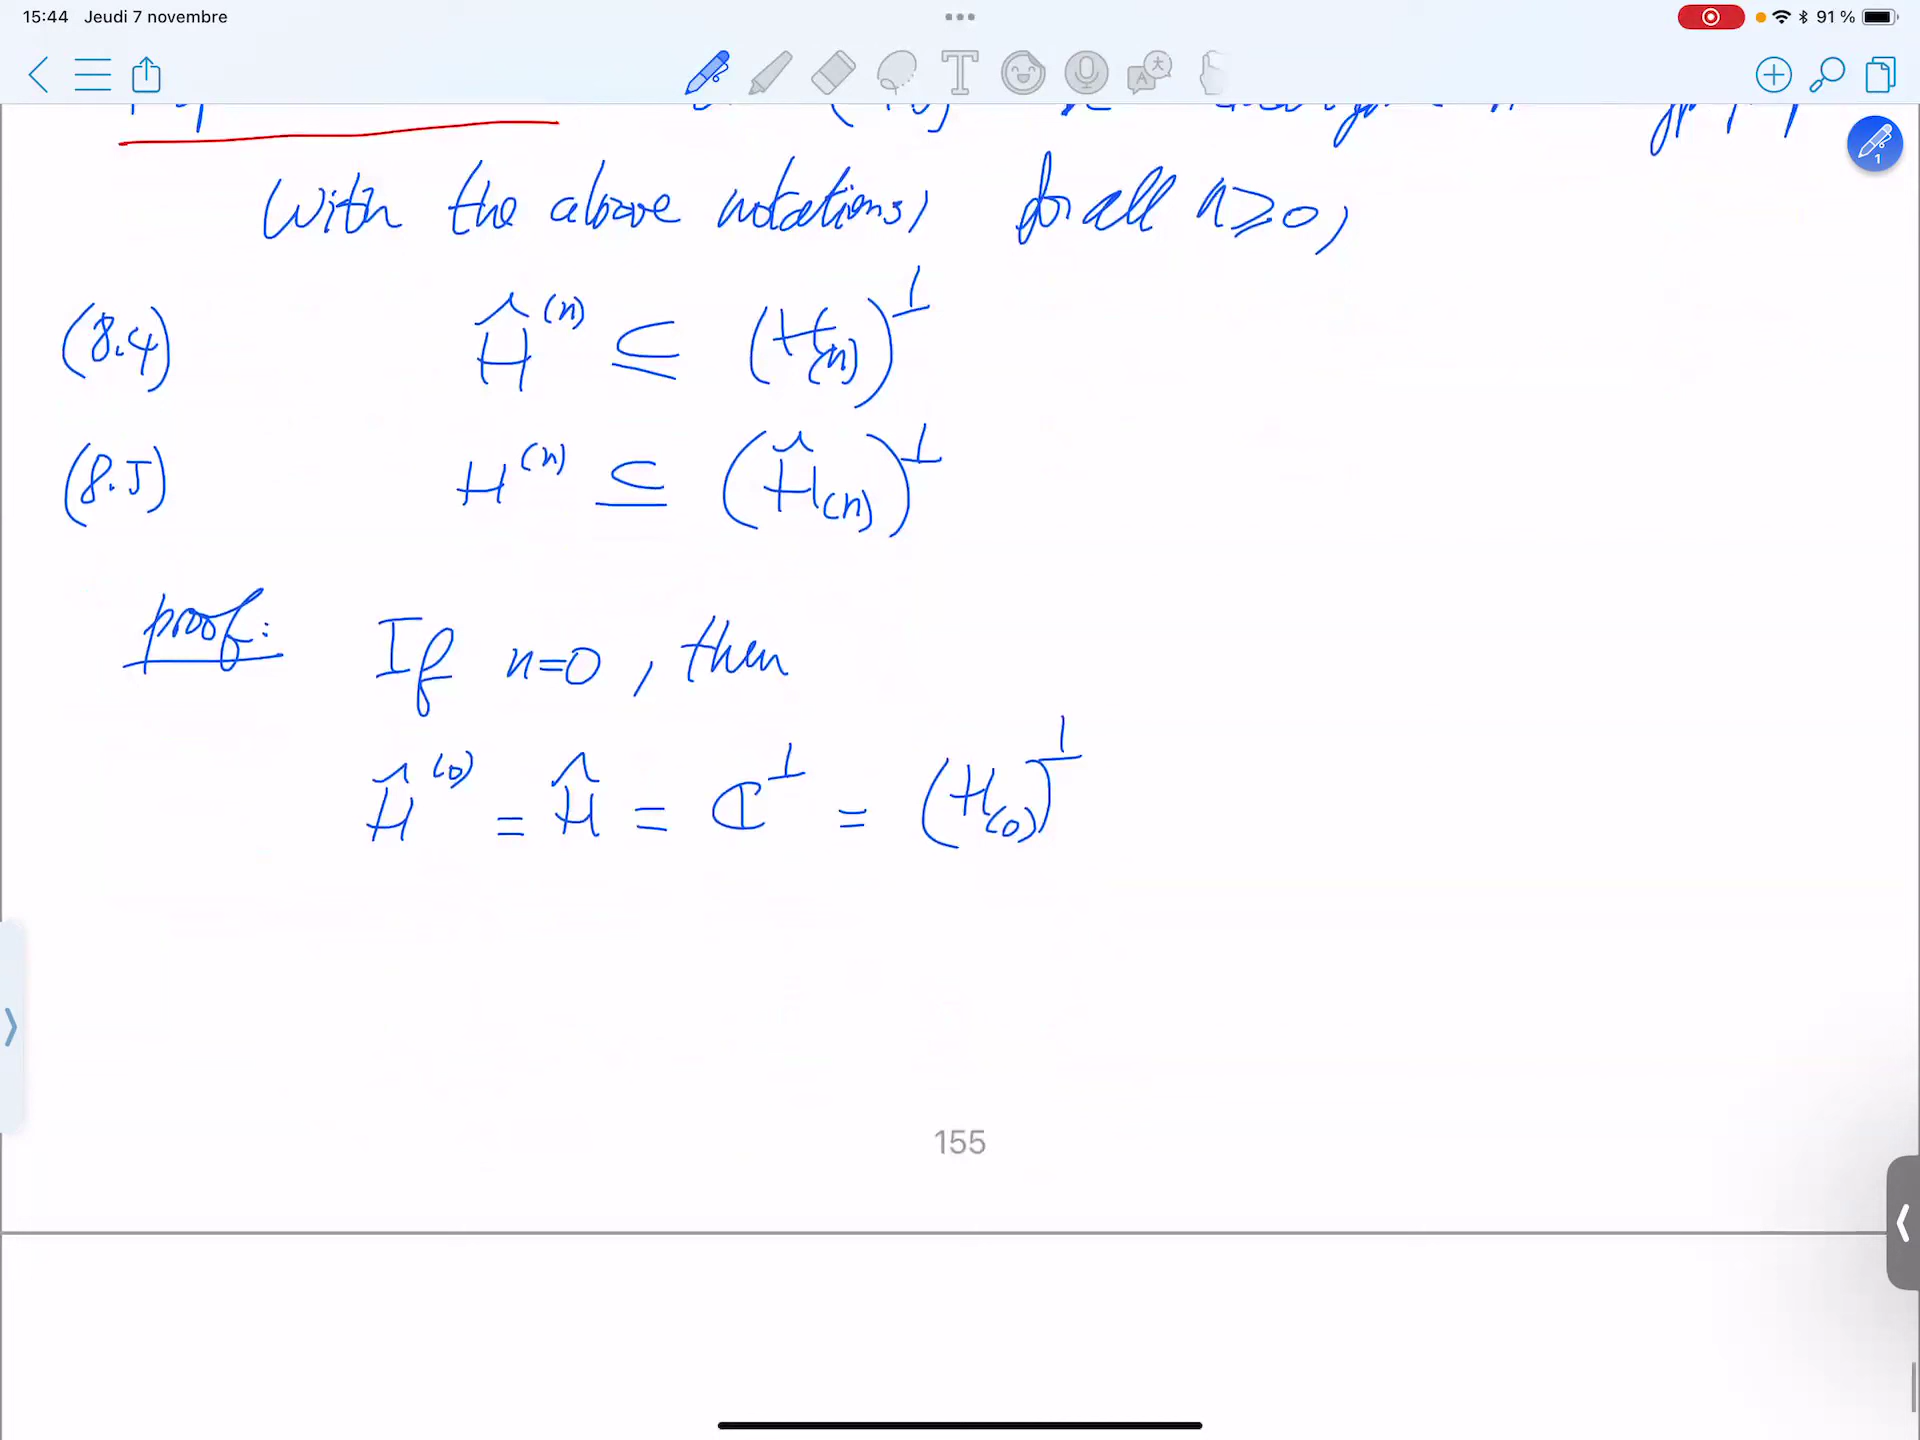 15:44 Jeudi 7 novembre 91 %
With the above notations, for all n ≥ 0,
(8.4) Ĥ^(n) ⊆ (H_(n))^⊥
(8.5) H^(n) ⊆ (Ĥ_(n))^⊥
proof: If n=0, then
Ĥ^(0) = Ĥ = ℂ^⊥ = (H_(0))^⊥
155